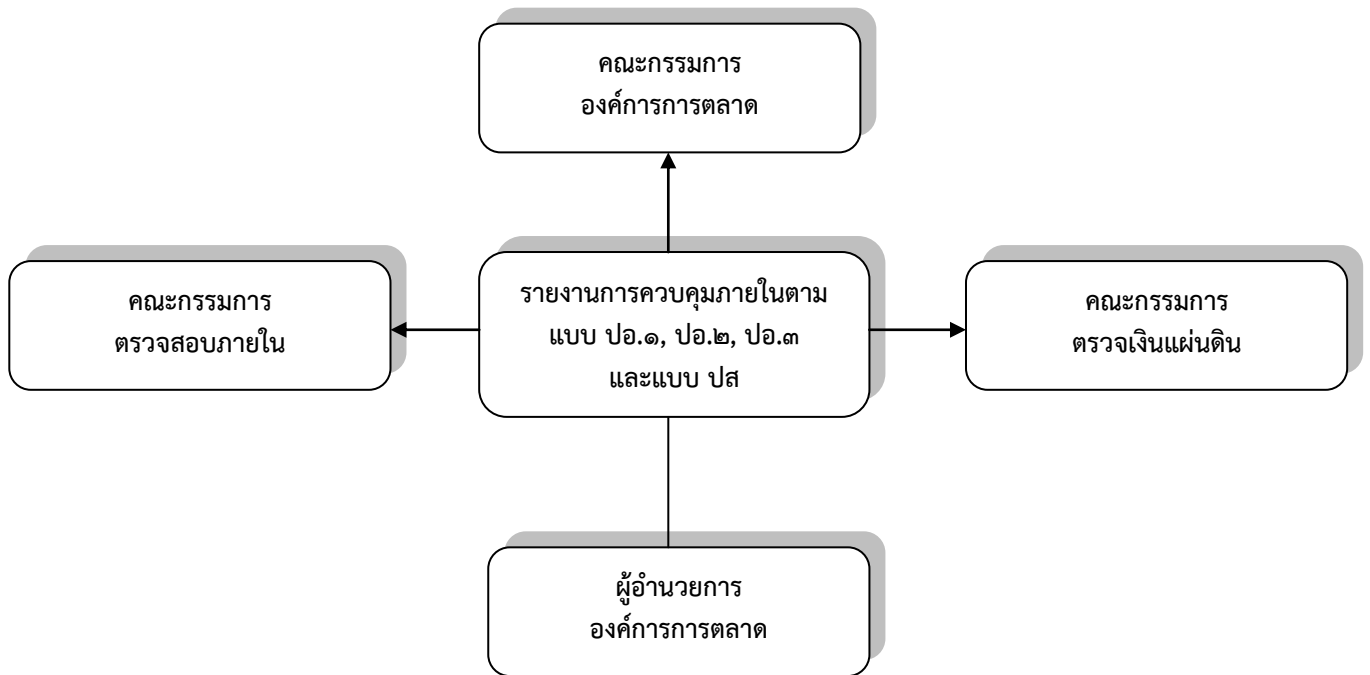 คณะกรรมการ
องค์การการตลาด
คณะกรรมการ
ตรวจสอบภายใน
รายงานการควบคุมภายในตาม
แบบ ปอ.๑, ปอ.๒, ปอ.๓
และแบบ ปส
คณะกรรมการ
ตรวจเงินแผ่นดิน
ผู้อำนวยการ
องค์การการตลาด